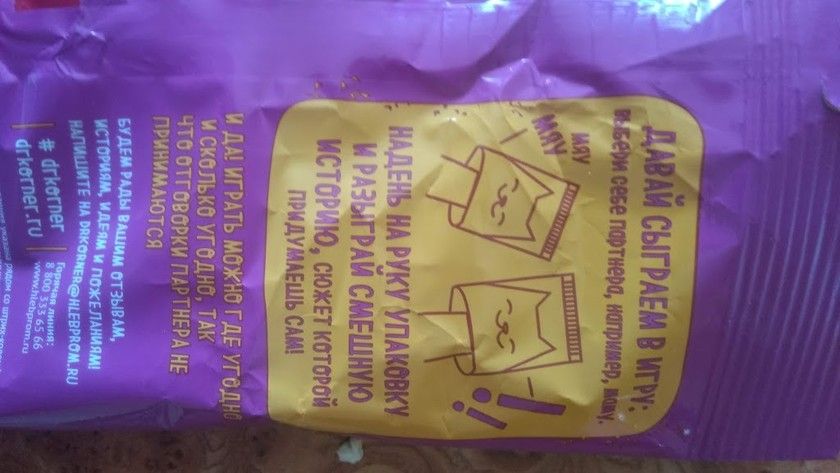 ДАВАЙ СЫГРАЕМ В ИГРУ:
выбери себе партнера, например, маму.
МЯУ
МЯУ
НАДЕНЬ НА РУКУ УПАКОВКУ
И РАЗЫГРАЙ СМЕШНУЮ
ИСТОРИЮ, СЮЖЕТ КОТОРОЙ
ПРИДУМАЕШЬ САМ!
И ДА! ИГРАТЬ МОЖНО ГДЕ УГОДНО
И СКОЛЬКО УГОДНО, ТАК
ЧТО ОТГОВОРКИ ПАРТНЕРА НЕ
ПРИНИМАЮТСЯ
БУДЕМ РАДЫ ВАШИМ ОТЗЫВАМ,
ИСТОРИЯМ, ИДЕЯМ И ПОЖЕЛАНИЯМ!
НАПИШИТЕ НА DRKORNER@HLEBPROM.RU
# drkorner
drkorner.ru
Горячая линия:
8 800 333 65 66
www.hlebprom.ru
рядом со